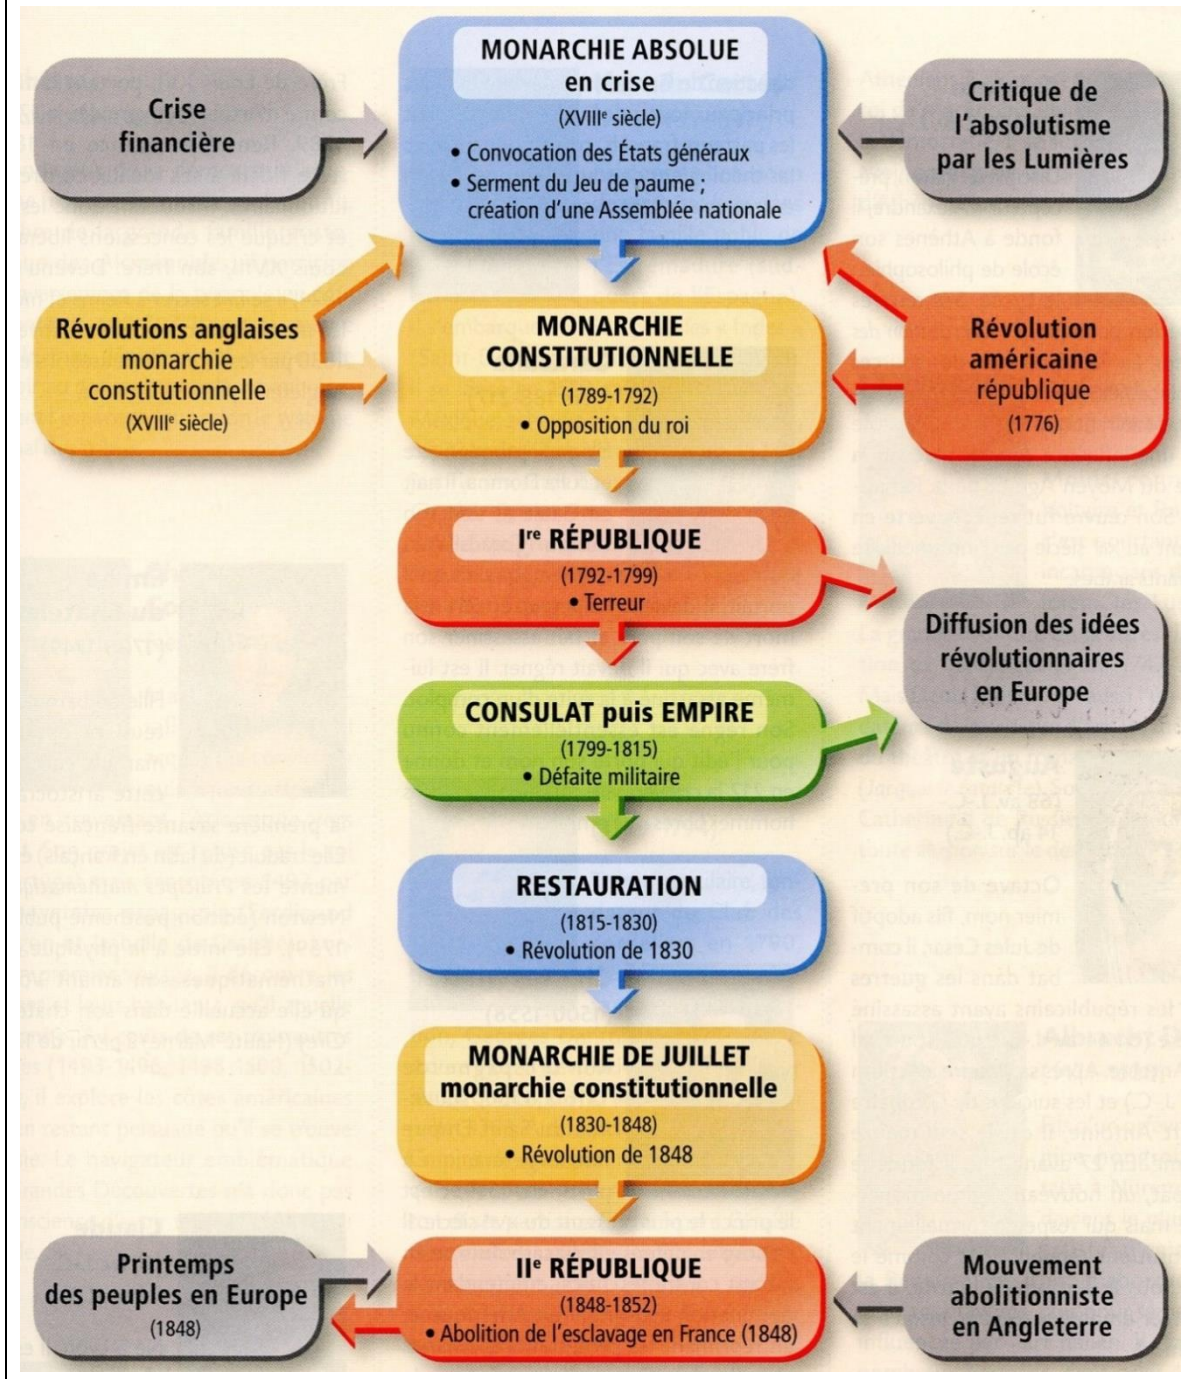 MONARCHIE ABSOLUE
en crise
(XVIIIe siècle)
• Convocation des États généraux
• Serment du Jeu de paume ;
création d'une Assemblée nationale
Crise
financière
Critique de
l'absolutisme
par les Lumières
Révolutions anglaises
monarchie
constitutionnelle
(XVIIIe siècle)
MONARCHIE
CONSTITUTIONNELLE
(1789-1792)
• Opposition du roi
Révolution
américaine
république
(1776)
Ire RÉPUBLIQUE
(1792-1799)
• Terreur
Diffusion des idées
révolutionnaires
en Europe
CONSULAT puis EMPIRE
(1799-1815)
• Défaite militaire
RESTAURATION
(1815-1830)
• Révolution de 1830
MONARCHIE DE JUILLET
monarchie constitutionnelle
(1830-1848)
• Révolution de 1848
Printemps
des peuples en Europe
(1848)
IIe RÉPUBLIQUE
(1848-1852)
• Abolition de l'esclavage en France (1848)
Mouvement
abolitionniste
en Angleterre